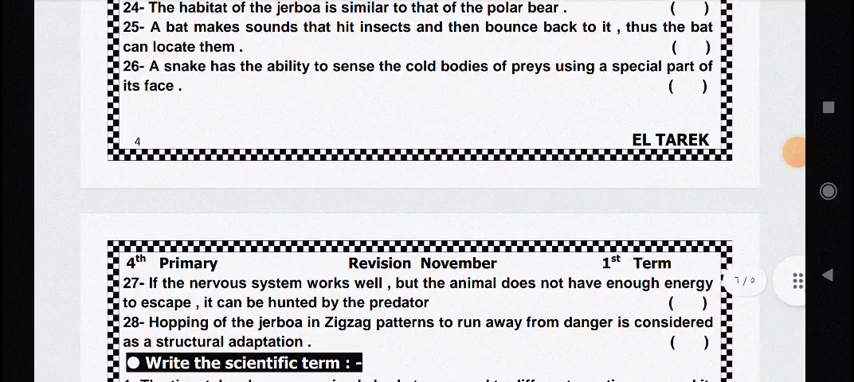 24- The habitat of the jerboa is similar to that of the polar bear . ( )
25- A bat makes sounds that hit insects and then bounce back to it , thus the bat
can locate them . ( )
26- A snake has the ability to sense the cold bodies of preys using a special part of
its face . ( )
4 EL TAREK
4th Primary Revision November 1st Term
27- If the nervous system works well , but the animal does not have enough energy
to escape , it can be hunted by the predator ( )
28- Hopping of the jerboa in Zigzag patterns to run away from danger is considered
as a structural adaptation . ( )
● Write the scientific term : -